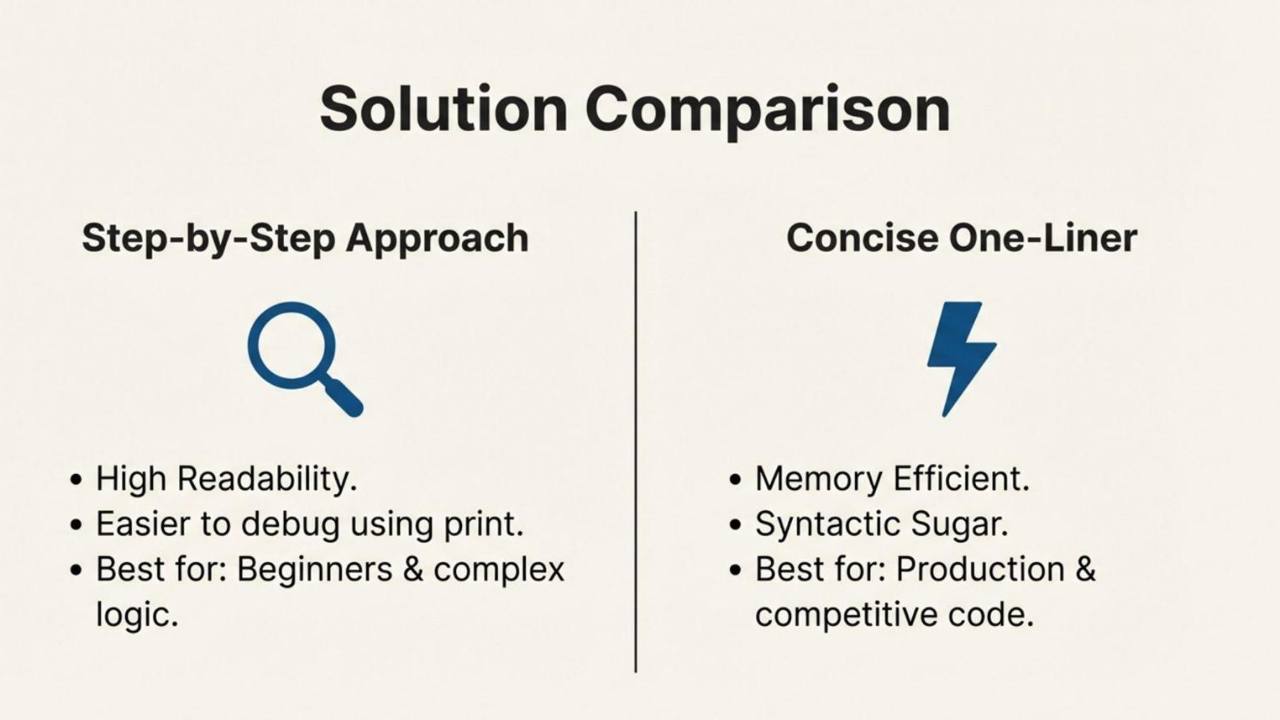 Solution Comparison
Step-by-Step Approach
• High Readability.
• Easier to debug using print.
• Best for: Beginners & complex
logic.
Concise One-Liner
• Memory Efficient.
• Syntactic Sugar.
• Best for: Production &
competitive code.